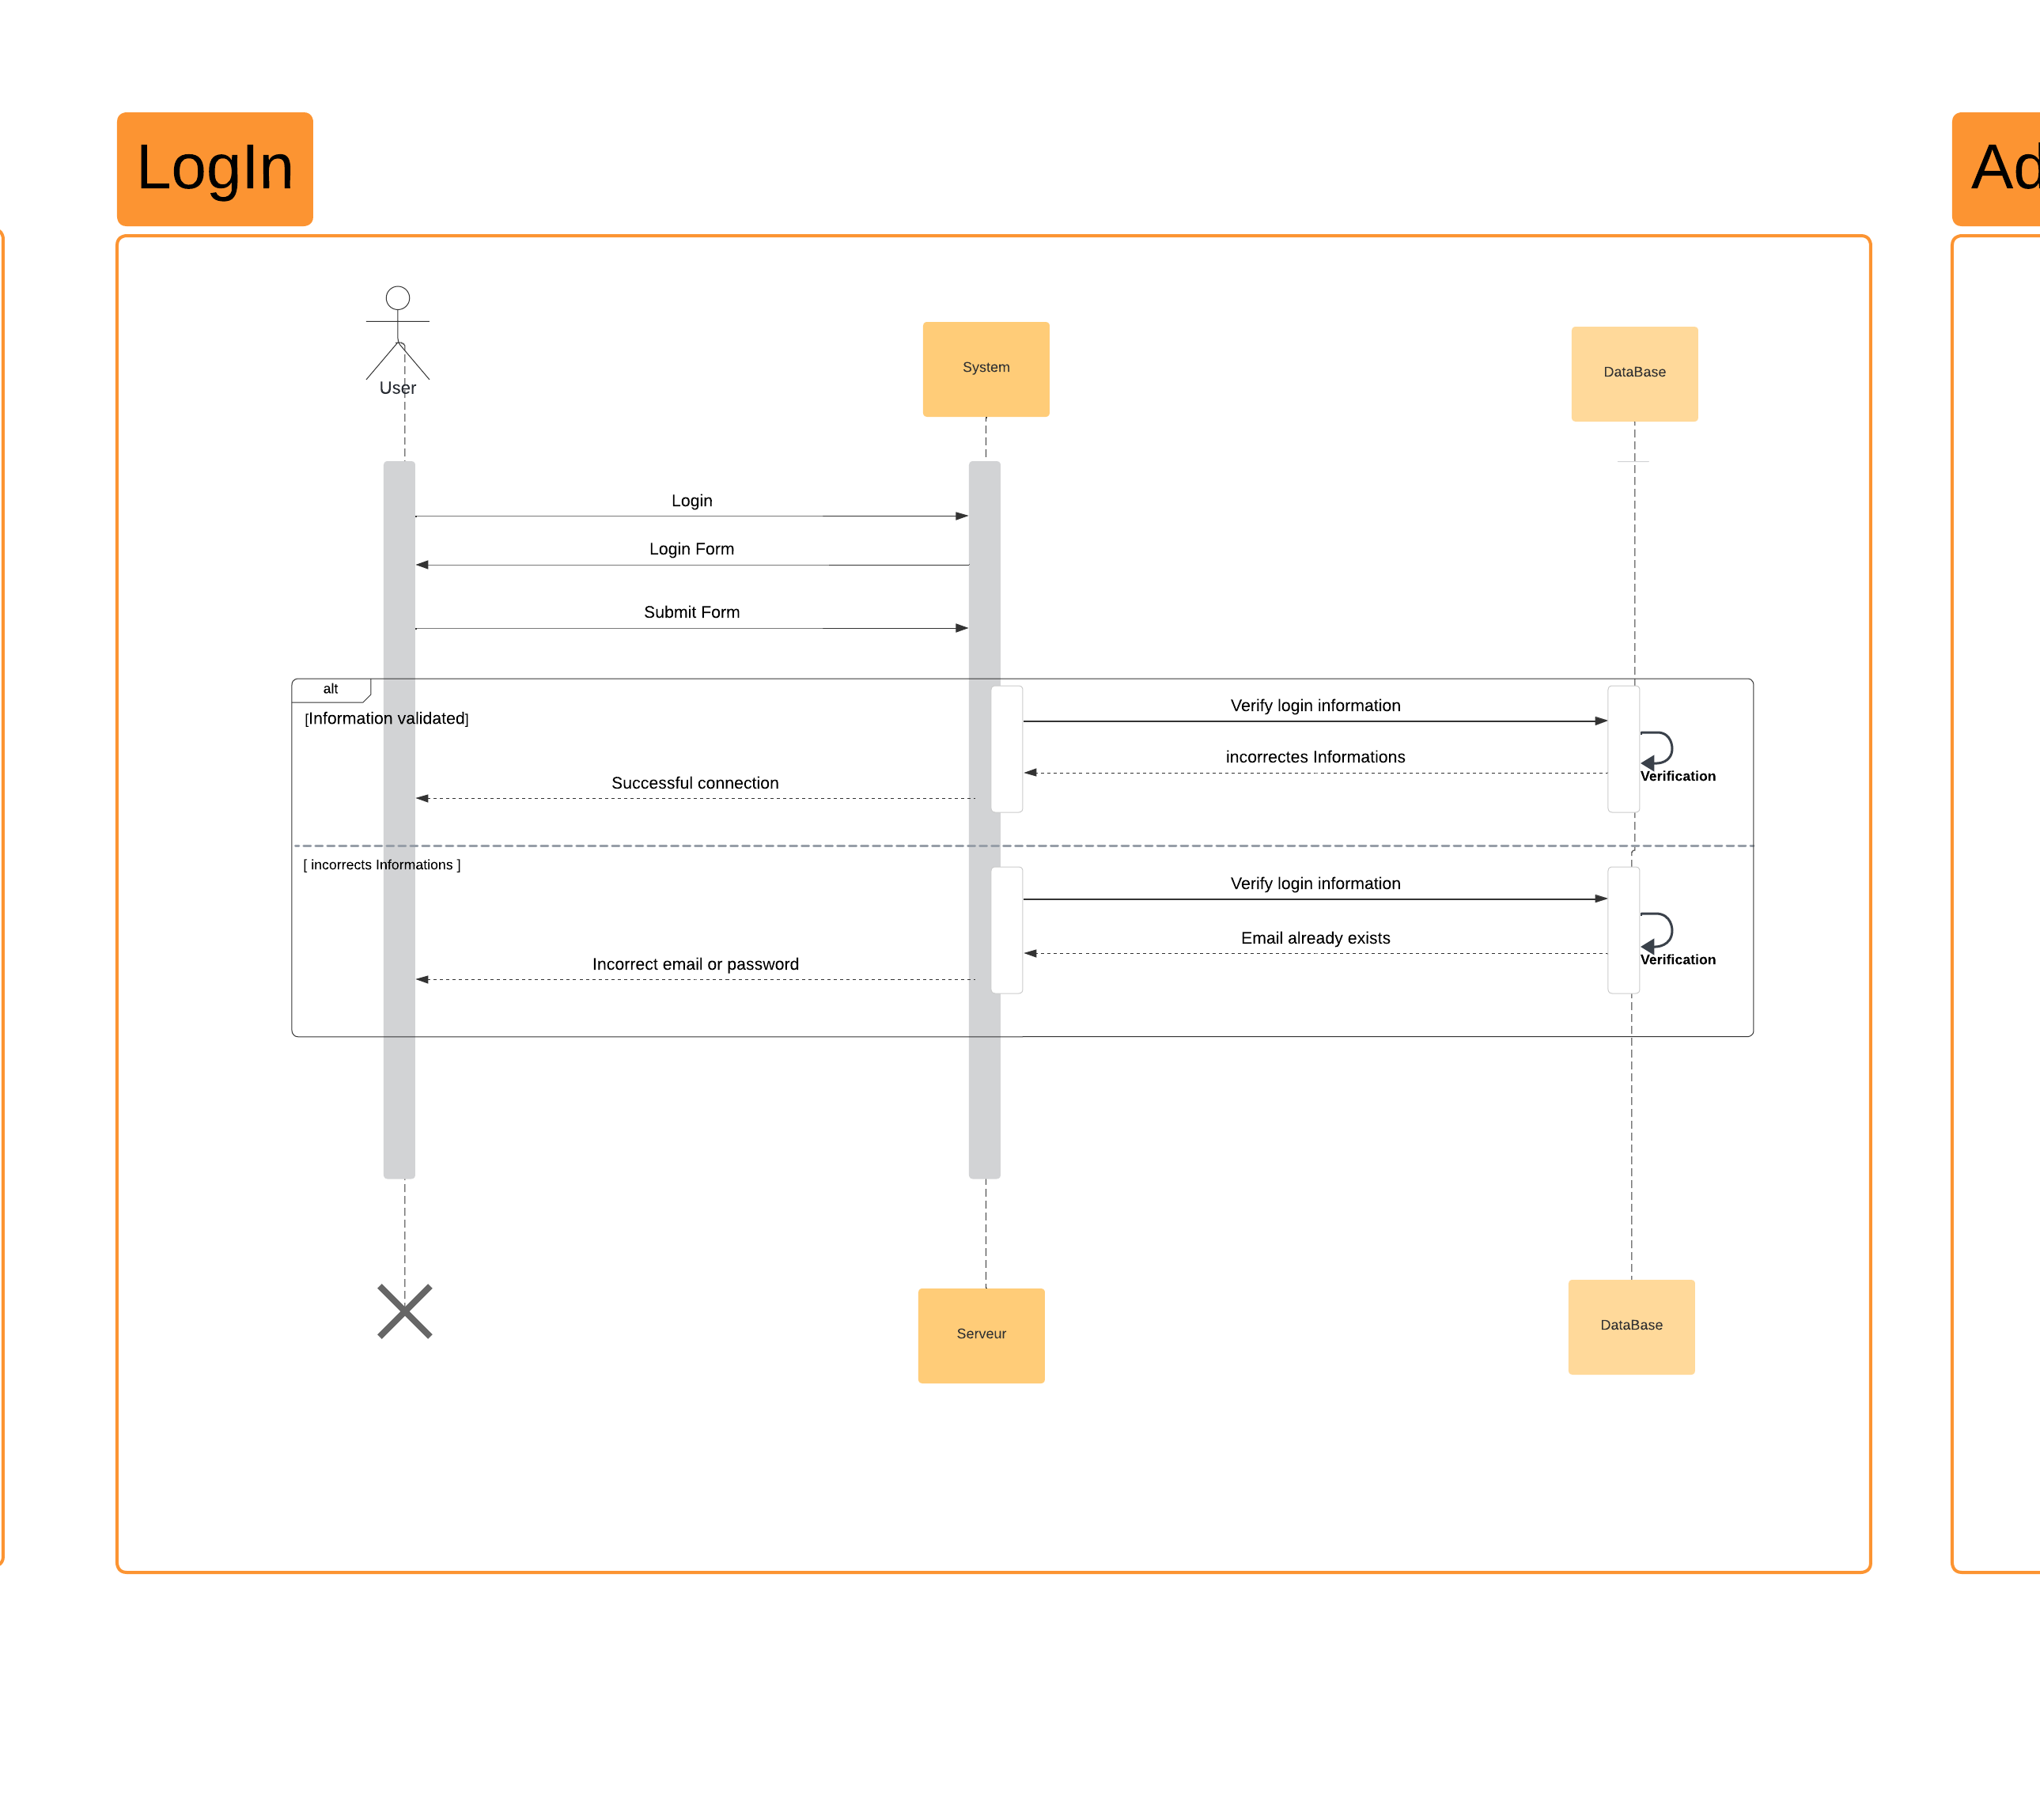 LogIn
Ad
User
System
DataBase
Login
Login Form
Submit Form
alt
[Information validated]
Verify login information
incorrectes Informations
Verification
Successful connection
[ incorrects Informations ]
Verify login information
Email already exists
Verification
Incorrect email or password
Serveur
DataBase